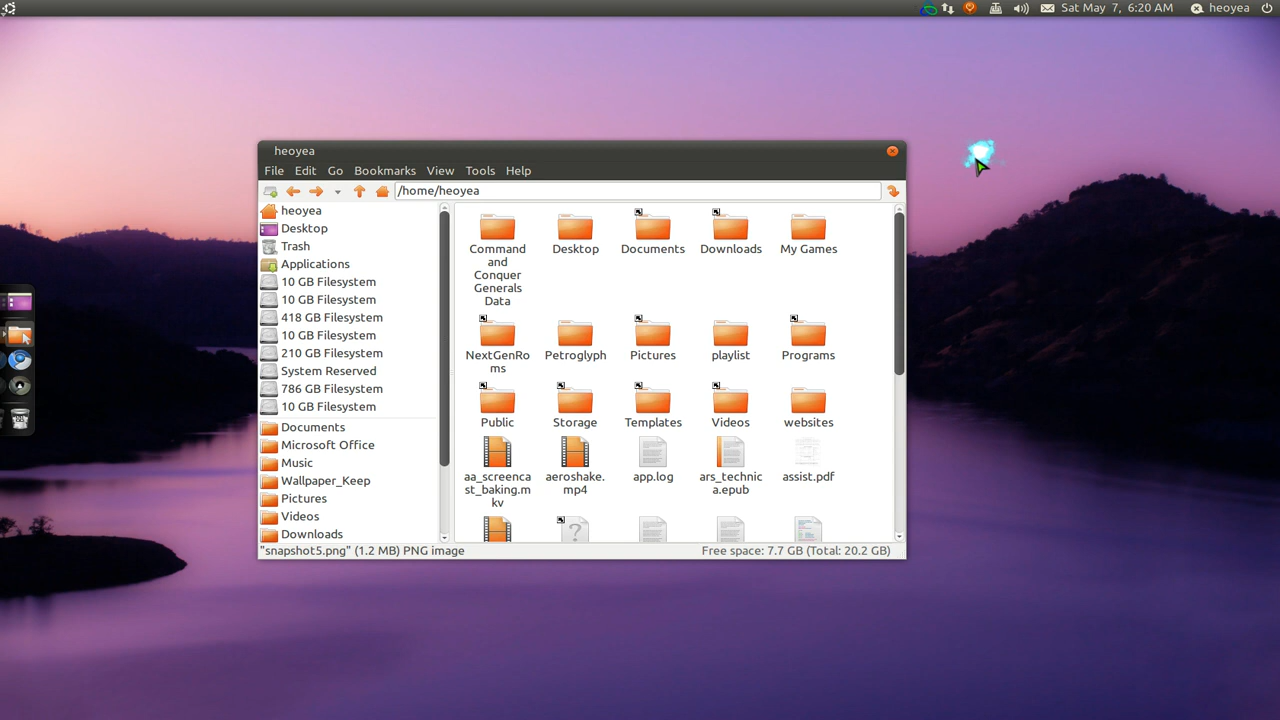 Sat May 7, 6:20 AM
heoyea
heoyea
File Edit Go Bookmarks View Tools Help
/home/heoyea
heoyea
Desktop
Trash
Applications
10 GB Filesystem
10 GB Filesystem
418 GB Filesystem
10 GB Filesystem
210 GB Filesystem
System Reserved
786 GB Filesystem
10 GB Filesystem
Documents
Microsoft Office
Music
Wallpaper_Keep
Pictures
Videos
Downloads
Command
and
Conquer
Generals
Data
Desktop
Documents
Downloads
My Games
NextGenRo
ms
Petroglyph
Pictures
playlist
Programs
Public
Storage
Templates
Videos
websites
aa_screenca
st_baking.m
kv
aeroshake.
mp4
app.log
ars_technic
a.epub
assist.pdf
"snapshot5.png" (1.2 MB) PNG image
Free space: 7.7 GB (Total: 20.2 GB)